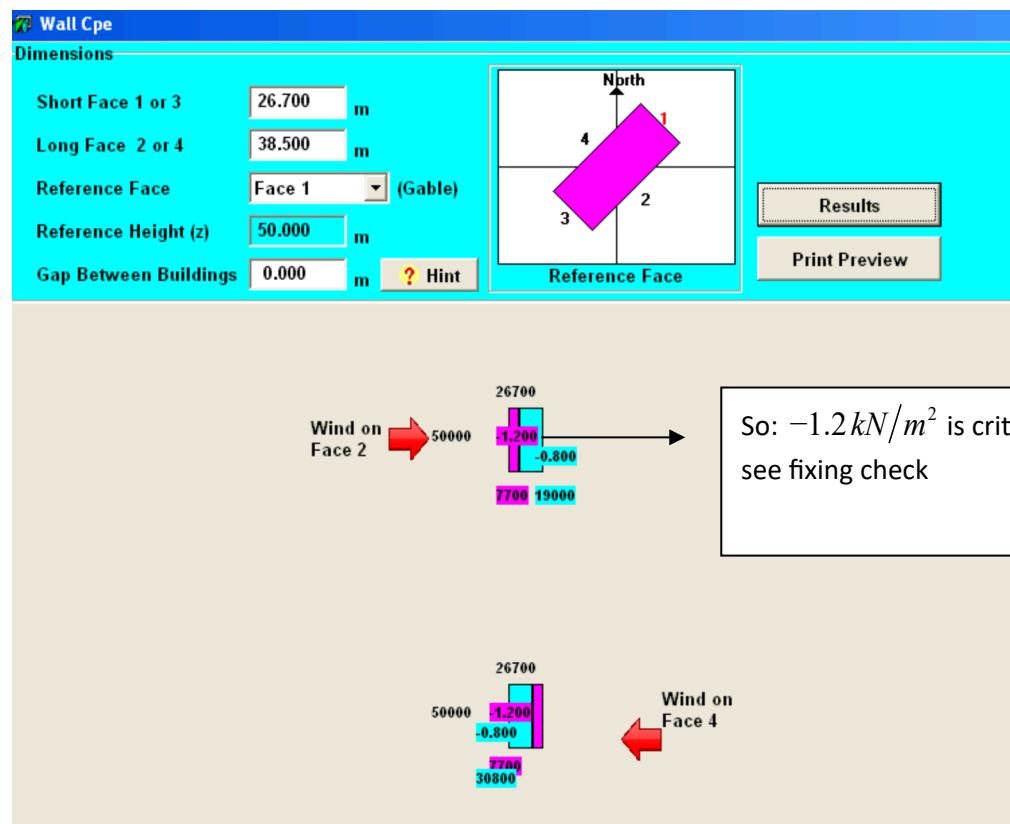 Wall Cpe
Dimensions
Short Face 1 or 3 26.700 m
Long Face 2 or 4 38.500 m
Reference Face Face 1 (Gable)
Reference Height (z) 50.000 m
Gap Between Buildings 0.000 m ? Hint
North
1
4
2
3
Reference Face
Results
Print Preview
26700
Wind on
Face 2
50000
-1.200
-0.800
7700 19000
So: −1.2 kN/m² is crit
see fixing check
26700
50000
-1.200
-0.800
7700
30800
Wind on
Face 4